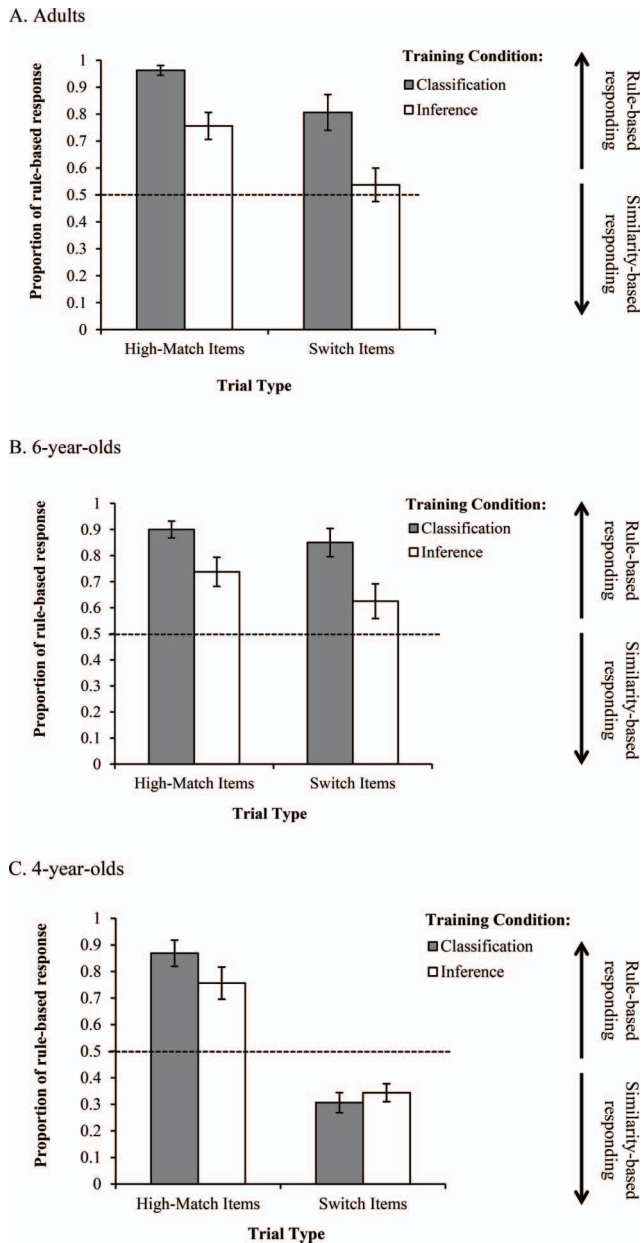 A. Adults
Proportion of rule-based response
1
0.9
0.8
0.7
0.6
0.5
0.4
0.3
0.2
0.1
0
High-Match Items
Switch Items
Trial Type
Training Condition:
Classification
Inference
Rule-based
responding
Similarity-based
responding
B. 6-year-olds
Proportion of rule-based response
1
0.9
0.8
0.7
0.6
0.5
0.4
0.3
0.2
0.1
0
High-Match Items
Switch Items
Trial Type
Training Condition:
Classification
Inference
Rule-based
responding
Similarity-based
responding
C. 4-year-olds
Proportion of rule-based response
1
0.9
0.8
0.7
0.6
0.5
0.4
0.3
0.2
0.1
0
High-Match Items
Switch Items
Trial Type
Training Condition:
Classification
Inference
Rule-based
responding
Similarity-based
responding